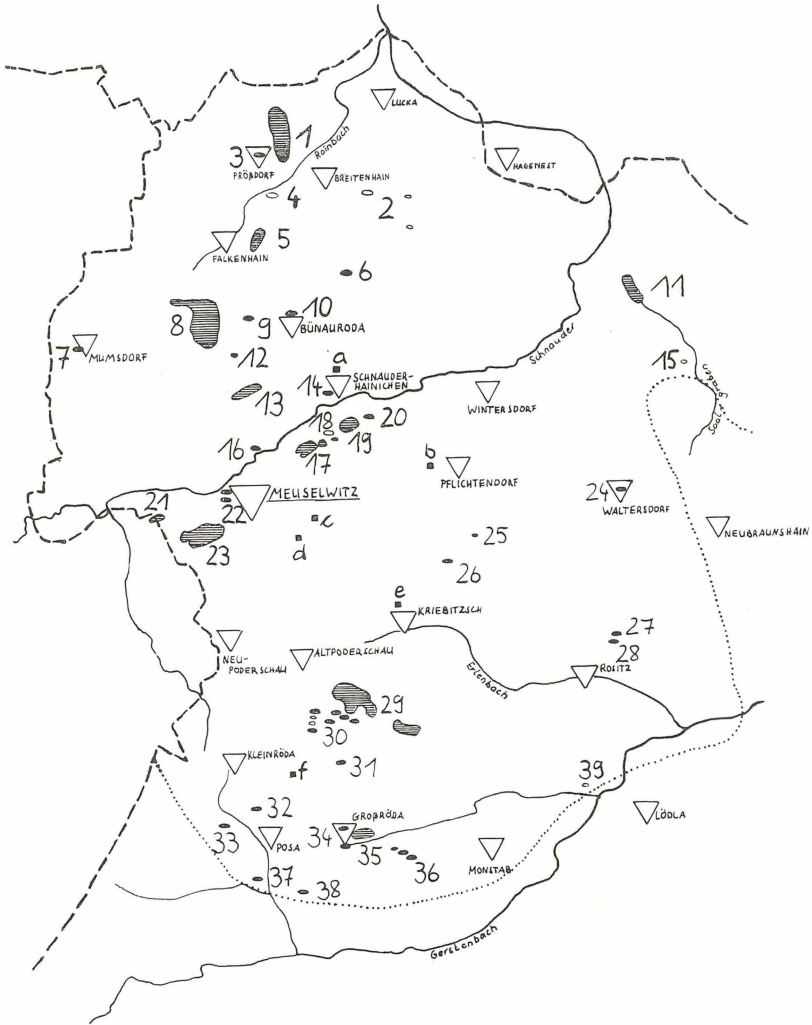 LUCKA
1
Rainbach
3
PRÖßDORF
HAGENEST
BREITENHAIN
4
2
5
FALKENHAIN
6
11
8
9
10
BÜNAURODA
7
MUMSDORF
12
a
Schnauder
15
SCHNAUDER-
HAINICHEN
14
13
Saalgraben
WINTERSDORF
20
18
19
16
17
b
PFLICHTENDORF
MEUSELWITZ
24
WALTERSDORF
21
22
c
NEUBRAUNSHAIN
23
d
25
26
e
KRIEBITZSCH
27
28
NEU-
PODERSCHAU
ALTPODERSCHAU
Erlenbach
ROSITZ
29
30
KLEINRÖDA
31
f
39
32
GROßRÖDA
LÖDLA
33
34
POSA
35
36
MONSTAB
37
38
Gerstenbach